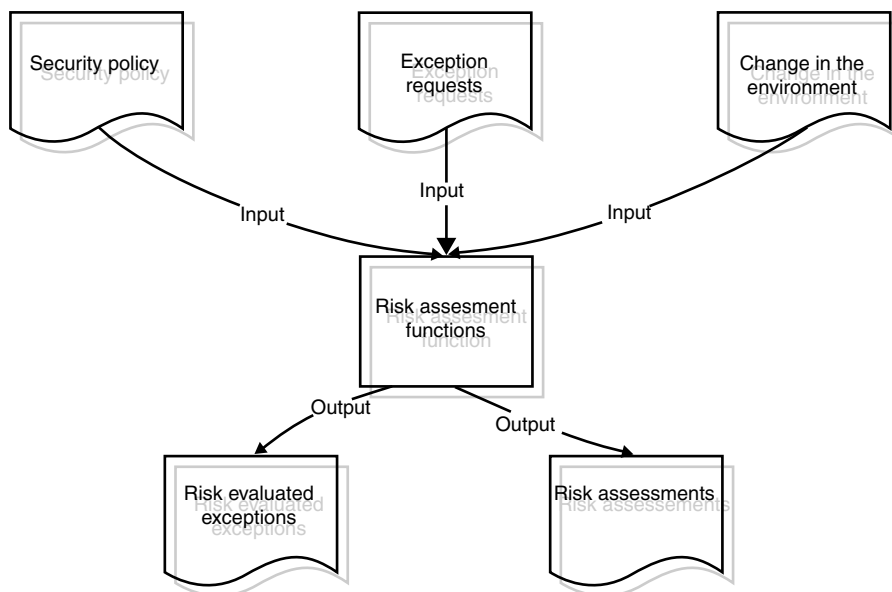 Security policy
Exception
requests
Change in the
environment
Input
Input
Input
Risk assesment
functions
Output
Output
Risk evaluated
exceptions
Risk assessments